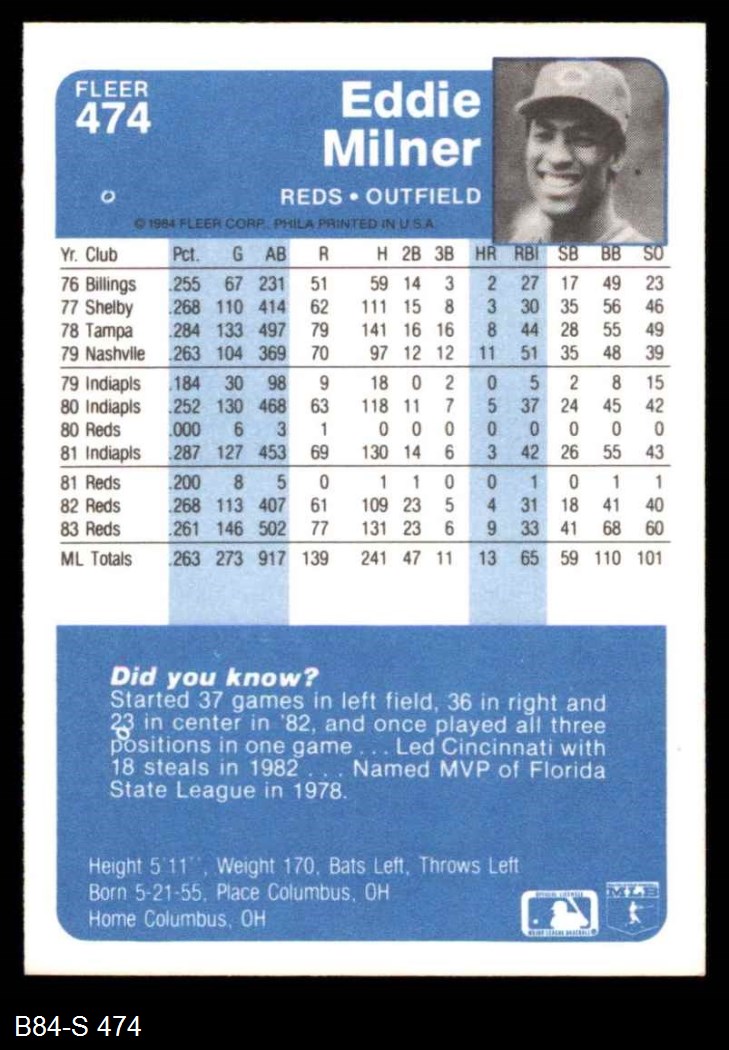 FLEER
474
Eddie
Milner
REDS • OUTFIELD
© 1984 FLEER CORP., PHILA PRINTED IN U.S.A.
Yr. Club Pct. G AB R H 2B 3B HR RBI SB BB SO
76 Billings .255 67 231 51 59 14 3 2 27 17 49 23
77 Shelby .268 110 414 62 111 15 8 3 30 35 56 46
78 Tampa .284 133 497 79 141 16 16 8 44 28 55 49
79 Nashvlle .263 104 369 70 97 12 12 11 51 35 48 39
79 Indiapls .184 30 98 9 18 0 2 0 5 2 8 15
80 Indiapls .252 130 468 63 118 11 7 5 37 24 45 42
80 Reds .000 6 3 1 0 0 0 0 0 0 0 0
81 Indiapls .287 127 453 69 130 14 6 3 42 26 55 43
81 Reds .200 8 5 0 1 1 0 0 1 0 1 1
82 Reds .268 113 407 61 109 23 5 4 31 18 41 40
83 Reds .261 146 502 77 131 23 6 9 33 41 68 60
ML Totals .263 273 917 139 241 47 11 13 65 59 110 101
Did you know?
Started 37 games in left field, 36 in right and
23 in center in '82, and once played all three
positions in one game . . . Led Cincinnati with
18 steals in 1982 . . . Named MVP of Florida
State League in 1978.
Height 5'11'', Weight 170, Bats Left, Throws Left
Born 5-21-55, Place Columbus, OH
Home Columbus, OH
MAJOR LEAGUE BASEBALL
B84-S 474